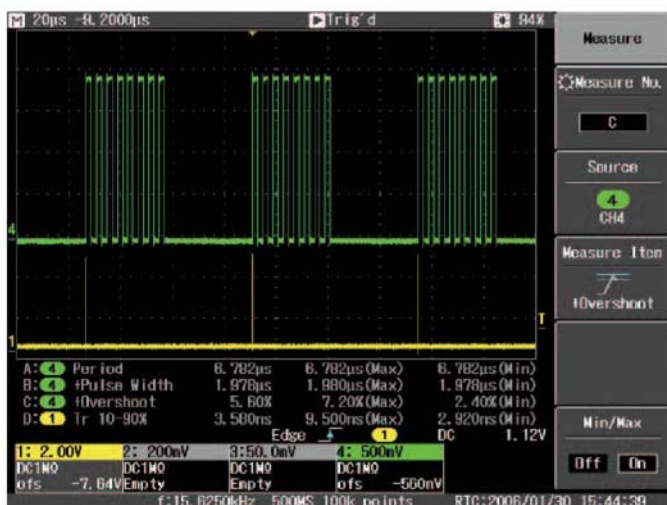 M 20µs -9.2000µs Trig'd 94%
Measure
Measure No.
C
Source
4
CH4
Measure Item
+Overshoot
Min/Max
Off On
4
1
T
A: 4 Period 6.782µs 6.782µs(Max) 6.782µs(Min)
B: 4 +Pulse Width 1.978µs 1.980µs(Max) 1.978µs(Min)
C: 4 +Overshoot 5.60% 7.20%(Max) 2.40%(Min)
D: 1 Tr 10-90% 3.580ns 9.500ns(Max) 2.920ns(Min)
Edge 1 DC 1.12V
1: 2.00V 2: 200mV 3:50.0mV 4: 500mV
DC1MΩ DC1MΩ DC1MΩ DC1MΩ
ofs -7.64V Empty Empty ofs -560mV
f:15.6250kHz 500MS 100k points RTC:2006/01/30 15:44:39